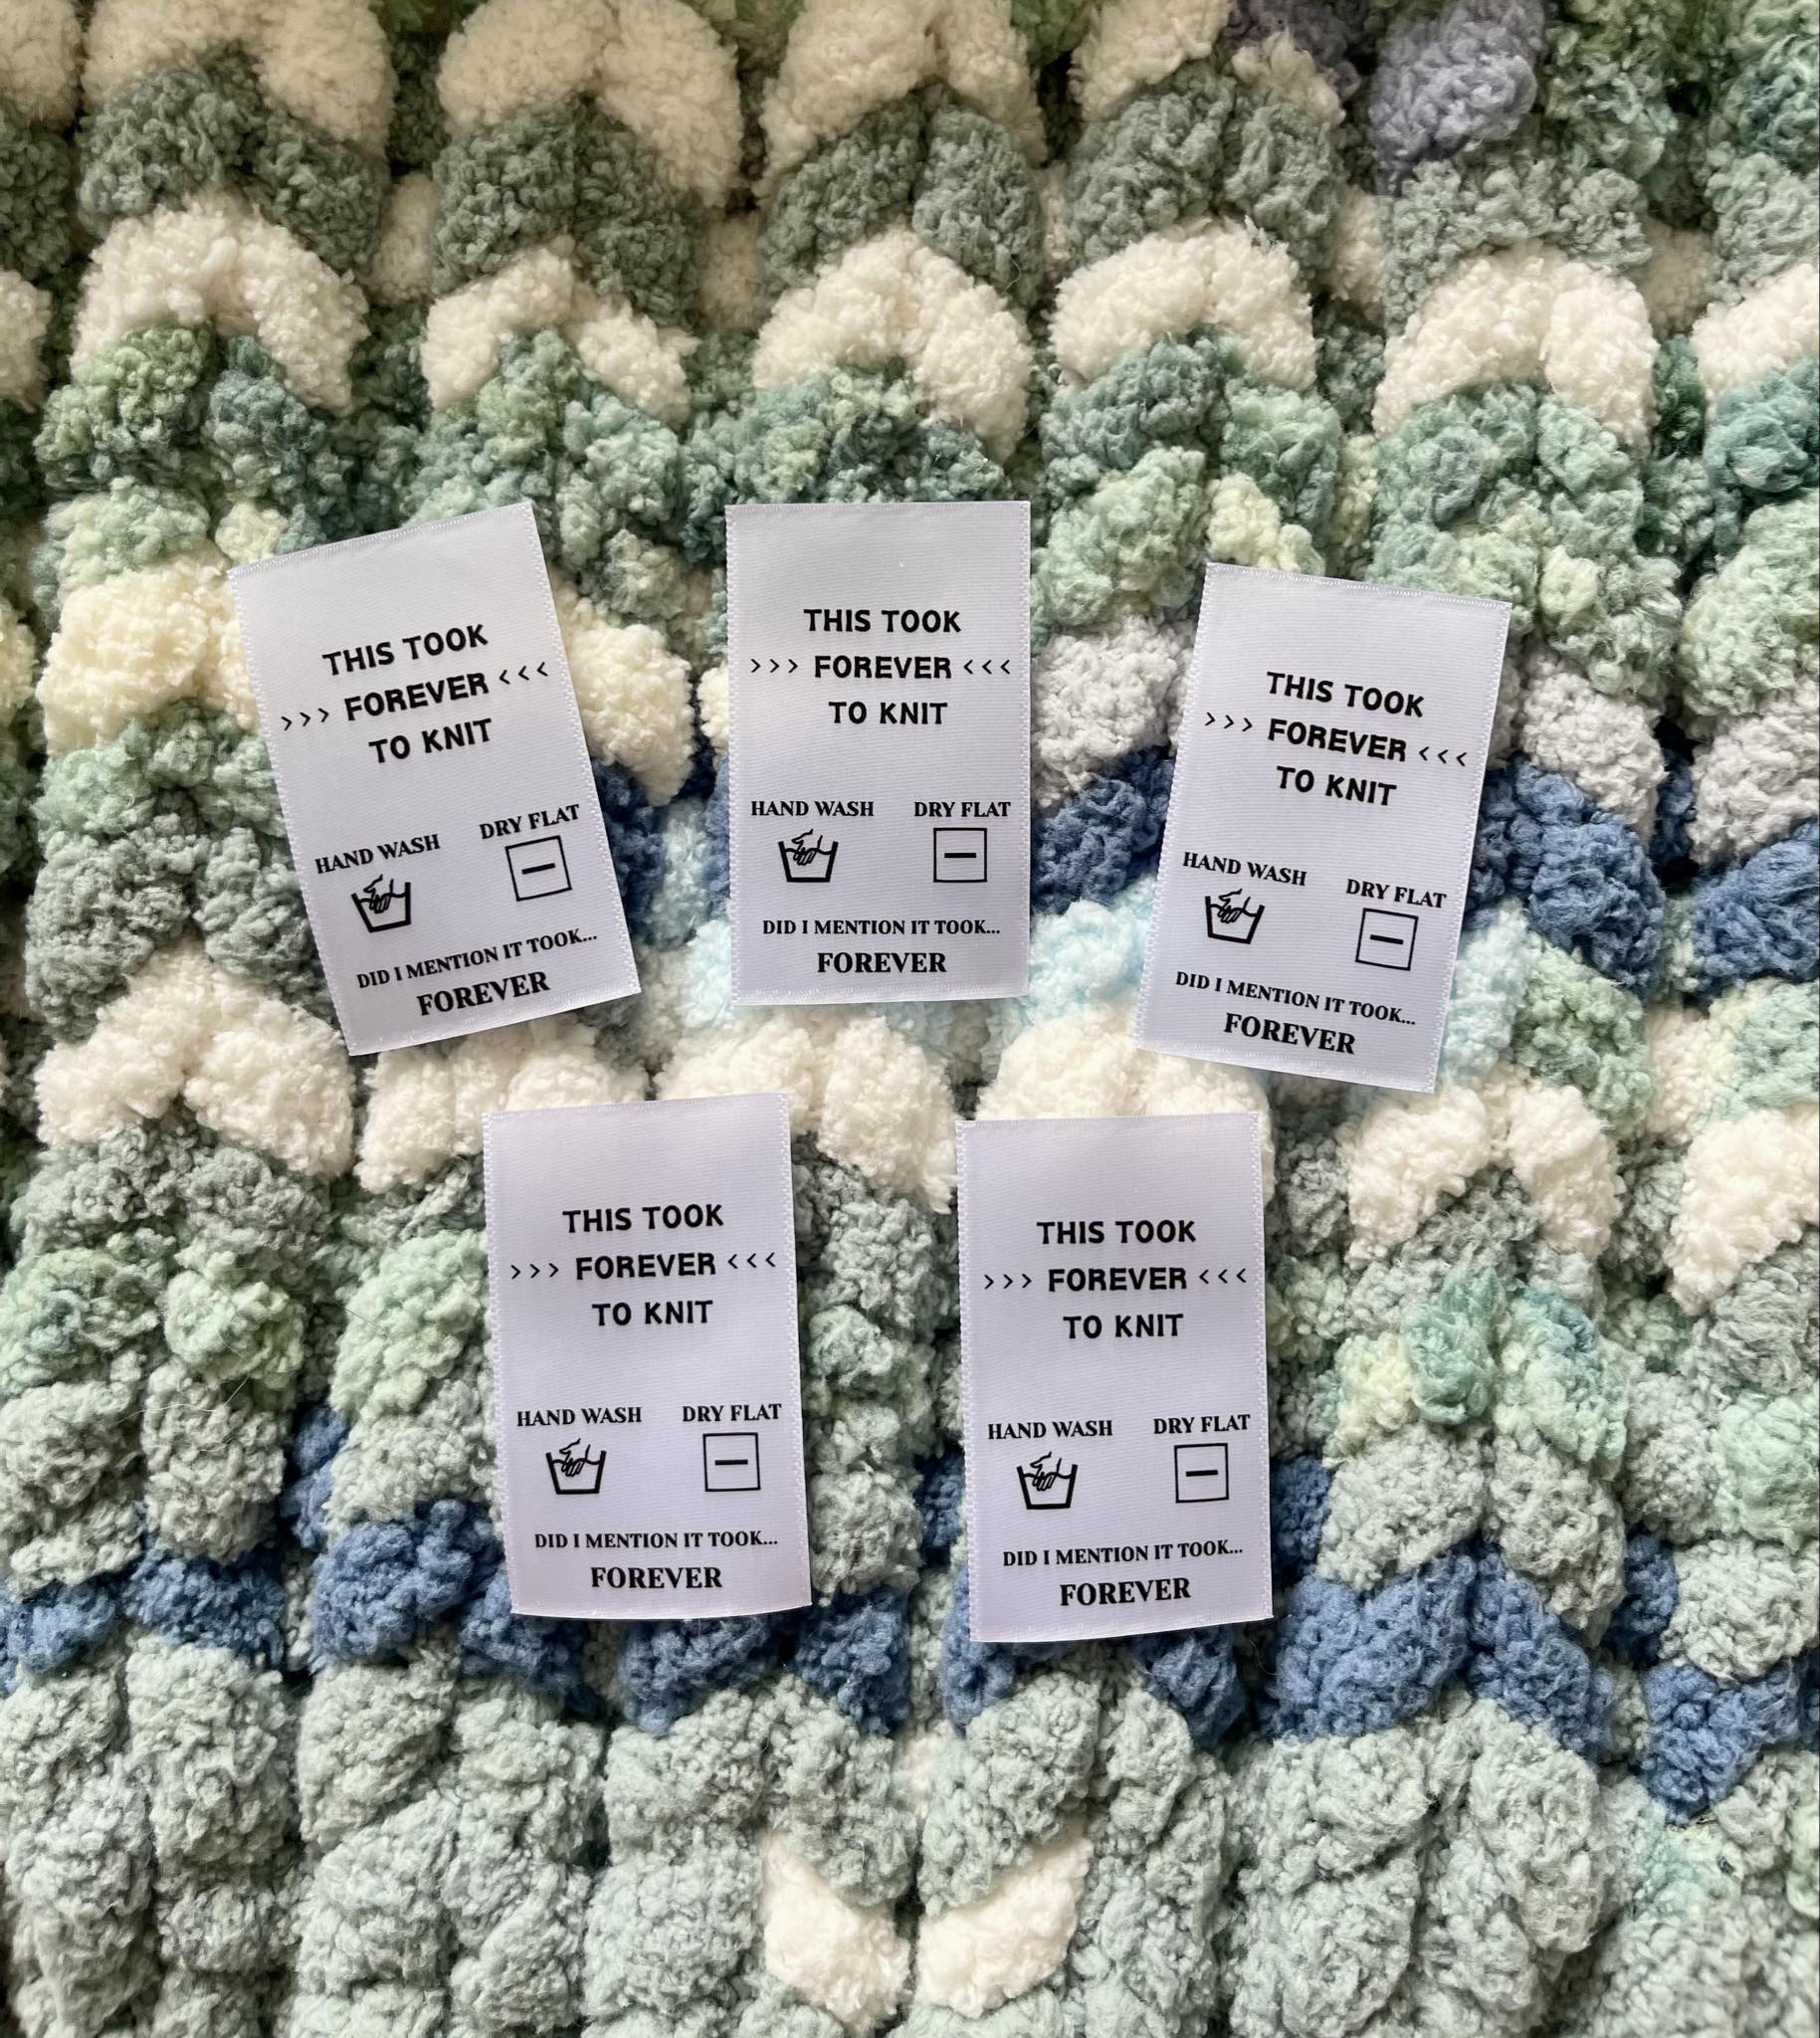 THIS TOOK
>>> FOREVER <<<
TO KNIT
HAND WASH DRY FLAT
DID I MENTION IT TOOK...
FOREVER
THIS TOOK
>>> FOREVER <<<
TO KNIT
HAND WASH DRY FLAT
DID I MENTION IT TOOK...
FOREVER
THIS TOOK
>>> FOREVER <<<
TO KNIT
HAND WASH DRY FLAT
DID I MENTION IT TOOK...
FOREVER
THIS TOOK
>>> FOREVER <<<
TO KNIT
HAND WASH DRY FLAT
DID I MENTION IT TOOK...
FOREVER
THIS TOOK
>>> FOREVER <<<
TO KNIT
HAND WASH DRY FLAT
DID I MENTION IT TOOK...
FOREVER